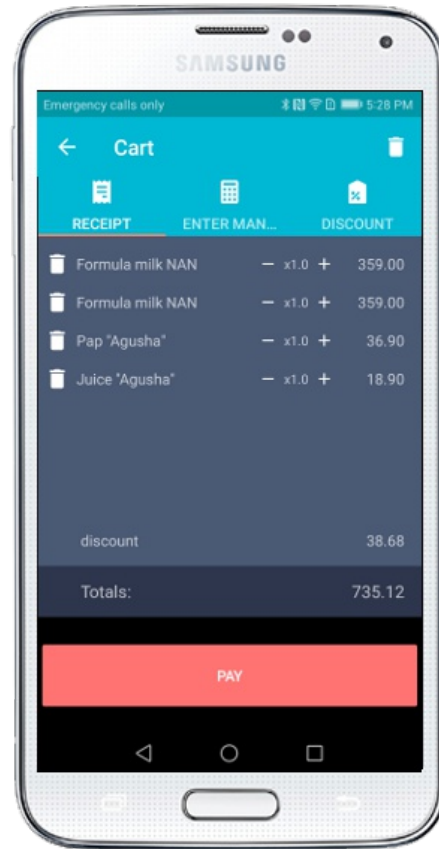 SAMSUNG
Emergency calls only 5:28 PM
Cart
RECEIPT ENTER MAN... DISCOUNT
Formula milk NAN — x1.0 + 359.00
Formula milk NAN — x1.0 + 359.00
Pap "Agusha" — x1.0 + 36.90
Juice "Agusha" — x1.0 + 18.90
discount 38.68
Totals: 735.12
PAY